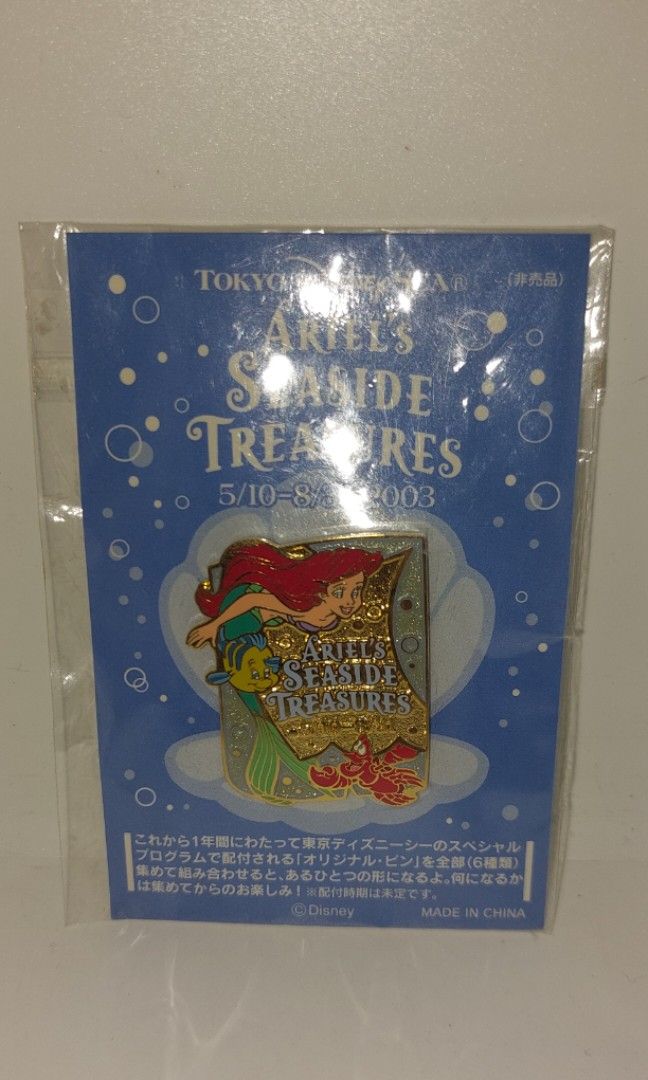 TOKYO DISNEYSEA®
(非売品)
ARIEL'S
SEASIDE
TREASURES
5/10-8/ 2003
ARIEL'S
SEASIDE
TREASURES
これから1年間にわたって東京ディズニーシーのスペシャル
プログラムで配付される「オリジナル・ピン」を全部(6種類)
集めて組み合わせると、あるひとつの形になるよ。何になるか
は集めてからのお楽しみ!※配付時期は未定です。
©Disney
MADE IN CHINA